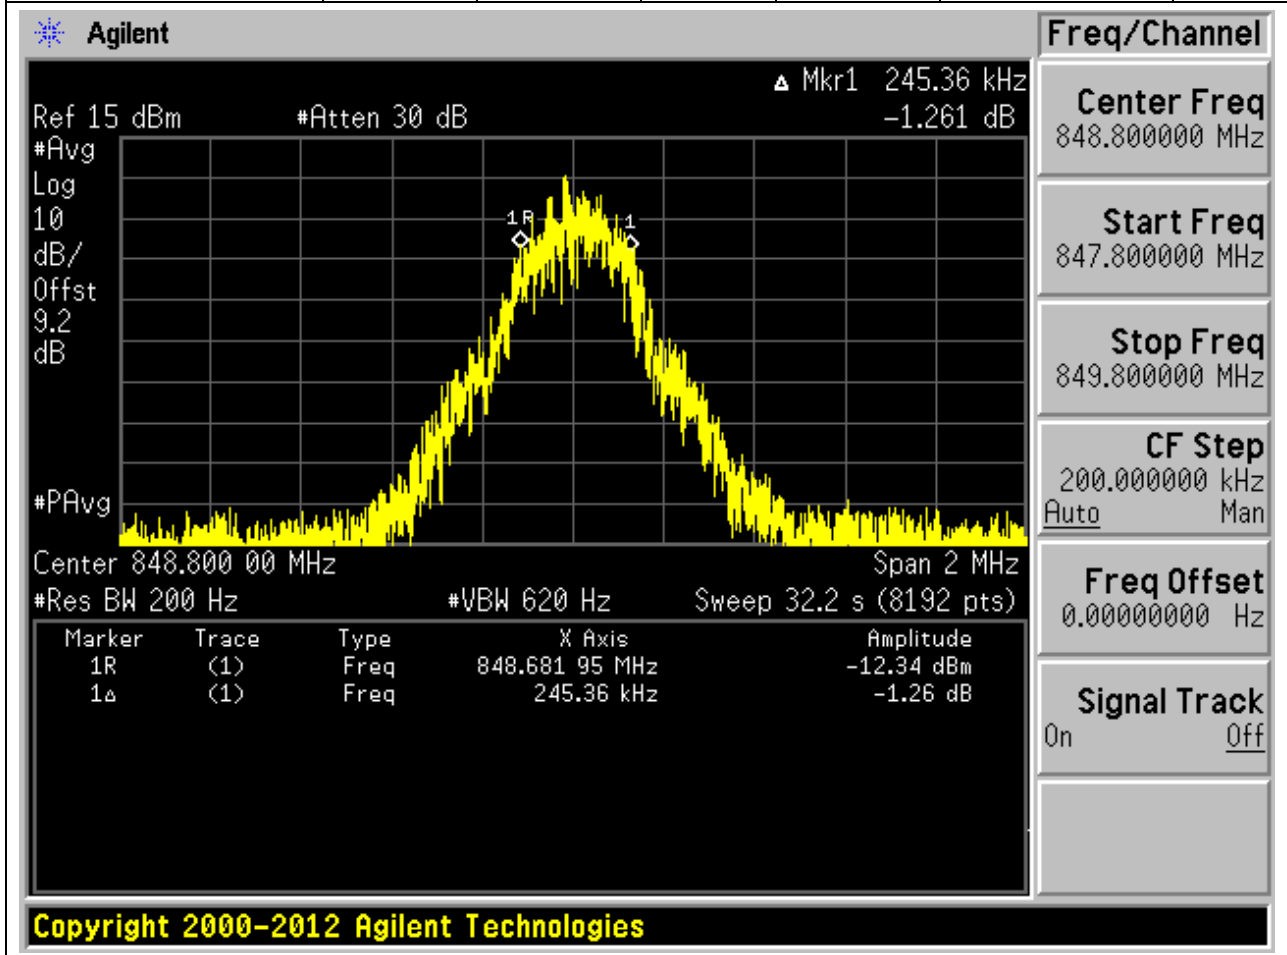 Agilent
Freq/Channel
Δ Mkr1 245.36 kHz
Ref 15 dBm #Atten 30 dB -1.261 dB
#Avg
Log
10
dB/
Offst
9.2
dB
1R
1
#PAvg
Center 848.800 00 MHz Span 2 MHz
#Res BW 200 Hz #VBW 620 Hz Sweep 32.2 s (8192 pts)
Marker Trace Type X Axis Amplitude
1R (1) Freq 848.681 95 MHz -12.34 dBm
1Δ (1) Freq 245.36 kHz -1.26 dB
Center Freq
848.800000 MHz
Start Freq
847.800000 MHz
Stop Freq
849.800000 MHz
CF Step
200.000000 kHz
Auto Man
Freq Offset
0.00000000 Hz
Signal Track
On Off
Copyright 2000-2012 Agilent Technologies